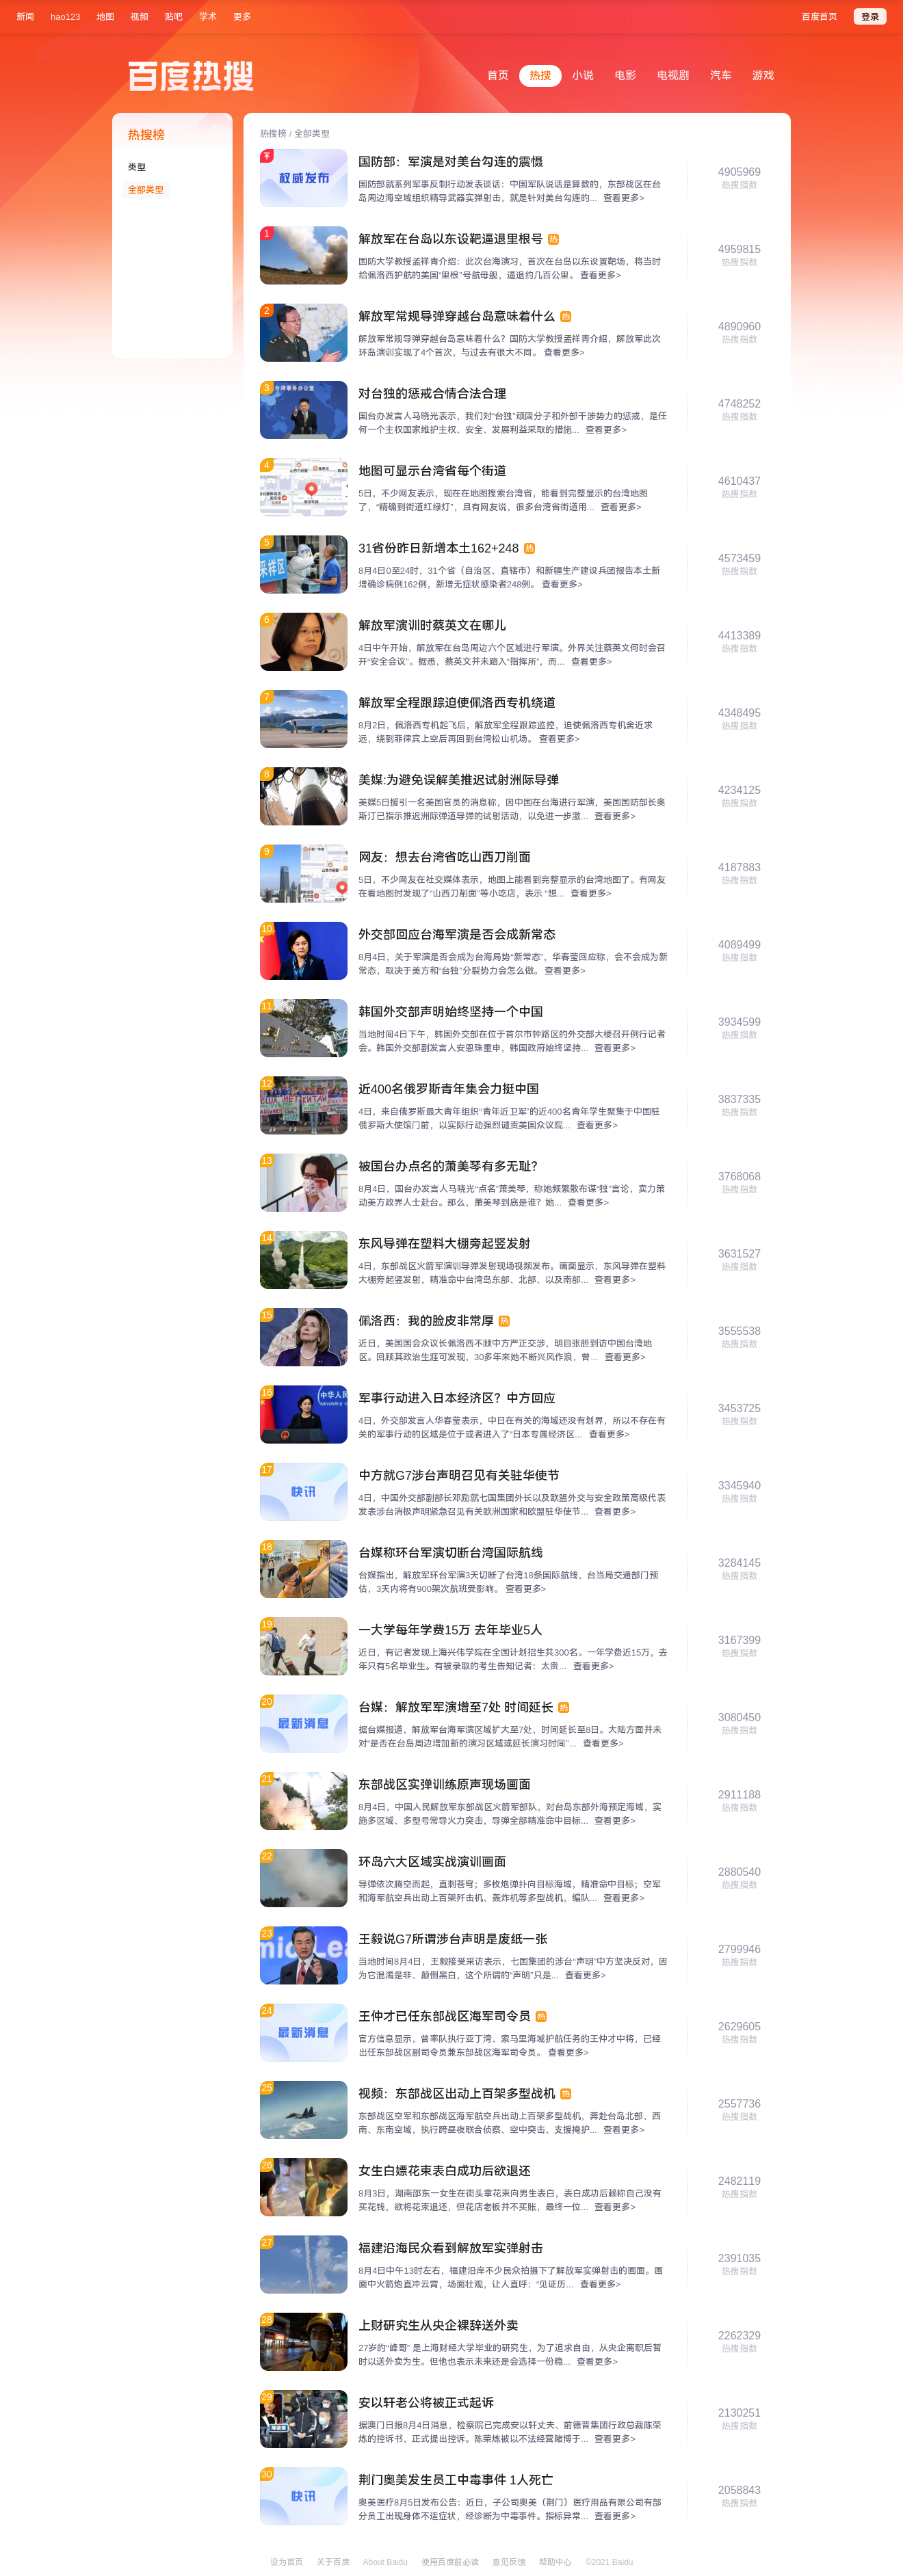 新闻 hao123 地图 视频 贴吧 学术 更多 百度首页 登录
百度热搜
首页 热搜 小说 电影 电视剧 汽车 游戏
热搜榜
类型
全部类型
热搜榜 / 全部类型
权威发布
国防部：军演是对美台勾连的震慑
国防部就系列军事反制行动发表谈话：中国军队说话是算数的，东部战区在台
岛周边海空域组织精导武器实弹射击，就是针对美台勾连的... 查看更多>
4905969
热搜指数
1
解放军在台岛以东设靶逼退里根号 热
国防大学教授孟祥青介绍：此次台海演习，首次在台岛以东设置靶场，将当时
给佩洛西护航的美国“里根”号航母舰，逼退约几百公里。 查看更多>
4959815
热搜指数
2
解放军常规导弹穿越台岛意味着什么 热
解放军常规导弹穿越台岛意味着什么？国防大学教授孟祥青介绍，解放军此次
环岛演训实现了4个首次，与过去有很大不同。 查看更多>
4890960
热搜指数
3
对台独的惩戒合情合法合理
国台办发言人马晓光表示，我们对“台独”顽固分子和外部干涉势力的惩戒，是任
何一个主权国家维护主权、安全、发展利益采取的措施... 查看更多>
4748252
热搜指数
4
地图可显示台湾省每个街道
5日，不少网友表示，现在在地图搜索台湾省，能看到完整显示的台湾地图
了，“精确到街道红绿灯”，且有网友说，很多台湾省街道用... 查看更多>
4610437
热搜指数
5
采样区
31省份昨日新增本土162+248 热
8月4日0至24时，31个省（自治区、直辖市）和新疆生产建设兵团报告本土新
增确诊病例162例，新增无症状感染者248例。 查看更多>
4573459
热搜指数
6
解放军演训时蔡英文在哪儿
4日中午开始，解放军在台岛周边六个区域进行军演。外界关注蔡英文何时会召
开“安全会议”。据悉，蔡英文并未踏入“指挥所”，而... 查看更多>
4413389
热搜指数
7
解放军全程跟踪迫使佩洛西专机绕道
8月2日，佩洛西专机起飞后，解放军全程跟踪监控，迫使佩洛西专机舍近求
远，绕到菲律宾上空后再回到台湾松山机场。 查看更多>
4348495
热搜指数
8
美媒:为避免误解美推迟试射洲际导弹
美媒5日援引一名美国官员的消息称，因中国在台海进行军演，美国国防部长奥
斯汀已指示推迟洲际弹道导弹的试射活动，以免进一步激... 查看更多>
4234125
热搜指数
9
网友：想去台湾省吃山西刀削面
5日，不少网友在社交媒体表示，地图上能看到完整显示的台湾地图了。有网友
在看地图时发现了“山西刀削面”等小吃店，表示 “想... 查看更多>
4187883
热搜指数
10
外交部回应台海军演是否会成新常态
8月4日，关于军演是否会成为台海局势“新常态”，华春莹回应称，会不会成为新
常态，取决于美方和“台独”分裂势力会怎么做。 查看更多>
4089499
热搜指数
11
韩国外交部声明始终坚持一个中国
当地时间4日下午，韩国外交部在位于首尔市钟路区的外交部大楼召开例行记者
会。韩国外交部副发言人安恩珠重申，韩国政府始终坚持... 查看更多>
3934599
热搜指数
12
近400名俄罗斯青年集会力挺中国
4日，来自俄罗斯最大青年组织“青年近卫军”的近400名青年学生聚集于中国驻
俄罗斯大使馆门前，以实际行动强烈谴责美国众议院... 查看更多>
3837335
热搜指数
13
被国台办点名的萧美琴有多无耻？
8月4日，国台办发言人马晓光“点名”萧美琴，称她频繁散布谋“独”言论，卖力策
动美方政界人士赴台。那么，萧美琴到底是谁？她... 查看更多>
3768068
热搜指数
14
东风导弹在塑料大棚旁起竖发射
4日，东部战区火箭军演训导弹发射现场视频发布。画面显示，东风导弹在塑料
大棚旁起竖发射，精准命中台湾岛东部、北部、以及南部... 查看更多>
3631527
热搜指数
15
佩洛西：我的脸皮非常厚 热
近日，美国国会众议长佩洛西不顾中方严正交涉，明目张胆到访中国台湾地
区。回顾其政治生涯可发现，30多年来她不断兴风作浪，曾... 查看更多>
3555538
热搜指数
16
军事行动进入日本经济区？中方回应
4日，外交部发言人华春莹表示，中日在有关的海域还没有划界，所以不存在有
关的军事行动的区域是位于或者进入了“日本专属经济区... 查看更多>
3453725
热搜指数
17
快讯
中方就G7涉台声明召见有关驻华使节
4日，中国外交部副部长邓励就七国集团外长以及欧盟外交与安全政策高级代表
发表涉台消极声明紧急召见有关欧洲国家和欧盟驻华使节... 查看更多>
3345940
热搜指数
18
台媒称环台军演切断台湾国际航线
台媒指出，解放军环台军演3天切断了台湾18条国际航线，台当局交通部门预
估，3天内将有900架次航班受影响。 查看更多>
3284145
热搜指数
19
一大学每年学费15万 去年毕业5人
近日，有记者发现上海兴伟学院在全国计划招生共300名。一年学费近15万，去
年只有5名毕业生。有被录取的考生告知记者：太贵... 查看更多>
3167399
热搜指数
20
最新消息
台媒：解放军军演增至7处 时间延长 热
据台媒报道，解放军台海军演区域扩大至7处、时间延长至8日。大陆方面并未
对“是否在台岛周边增加新的演习区域或延长演习时间”... 查看更多>
3080450
热搜指数
21
东部战区实弹训练原声现场画面
8月4日，中国人民解放军东部战区火箭军部队，对台岛东部外海预定海域，实
施多区域、多型号常导火力突击，导弹全部精准命中目标... 查看更多>
2911188
热搜指数
22
环岛六大区域实战演训画面
导弹依次腾空而起，直刺苍穹；多枚炮弹扑向目标海域，精准命中目标；空军
和海军航空兵出动上百架歼击机、轰炸机等多型战机，编队... 查看更多>
2880540
热搜指数
23
王毅说G7所谓涉台声明是废纸一张
当地时间8月4日，王毅接受采访表示，七国集团的涉台“声明”中方坚决反对，因
为它混淆是非、颠倒黑白，这个所谓的“声明”只是... 查看更多>
2799946
热搜指数
24
最新消息
王仲才已任东部战区海军司令员 热
官方信息显示，曾率队执行亚丁湾、索马里海域护航任务的王仲才中将，已经
出任东部战区副司令员兼东部战区海军司令员。 查看更多>
2629605
热搜指数
25
视频：东部战区出动上百架多型战机 热
东部战区空军和东部战区海军航空兵出动上百架多型战机，奔赴台岛北部、西
南、东南空域，执行跨昼夜联合侦察、空中突击、支援掩护... 查看更多>
2557736
热搜指数
26
女生白嫖花束表白成功后欲退还
8月3日，湖南邵东一女生在街头拿花束向男生表白，表白成功后赖称自己没有
买花钱，欲将花束退还，但花店老板并不买账，最终一位... 查看更多>
2482119
热搜指数
27
福建沿海民众看到解放军实弹射击
8月4日中午13时左右，福建沿岸不少民众拍摄下了解放军实弹射击的画面。画
面中火箭炮直冲云霄，场面壮观，让人直呼：“见证历... 查看更多>
2391035
热搜指数
28
上财研究生从央企裸辞送外卖
27岁的“峰哥” 是上海财经大学毕业的研究生，为了追求自由，从央企离职后暂
时以送外卖为生。但他也表示未来还是会选择一份稳... 查看更多>
2262329
热搜指数
29
安以轩老公将被正式起诉
据澳门日报8月4日消息，检察院已完成安以轩丈夫、前德晋集团行政总裁陈荣
炼的控诉书，正式提出控诉。陈荣炼被以不法经营赌博于... 查看更多>
2130251
热搜指数
30
快讯
荆门奥美发生员工中毒事件 1人死亡
奥美医疗8月5日发布公告：近日，子公司奥美（荆门）医疗用品有限公司有部
分员工出现身体不适症状，经诊断为中毒事件。指标异常... 查看更多>
2058843
热搜指数
设为首页 关于百度 About Baidu 使用百度前必读 意见反馈 帮助中心 ©2021 Baidu